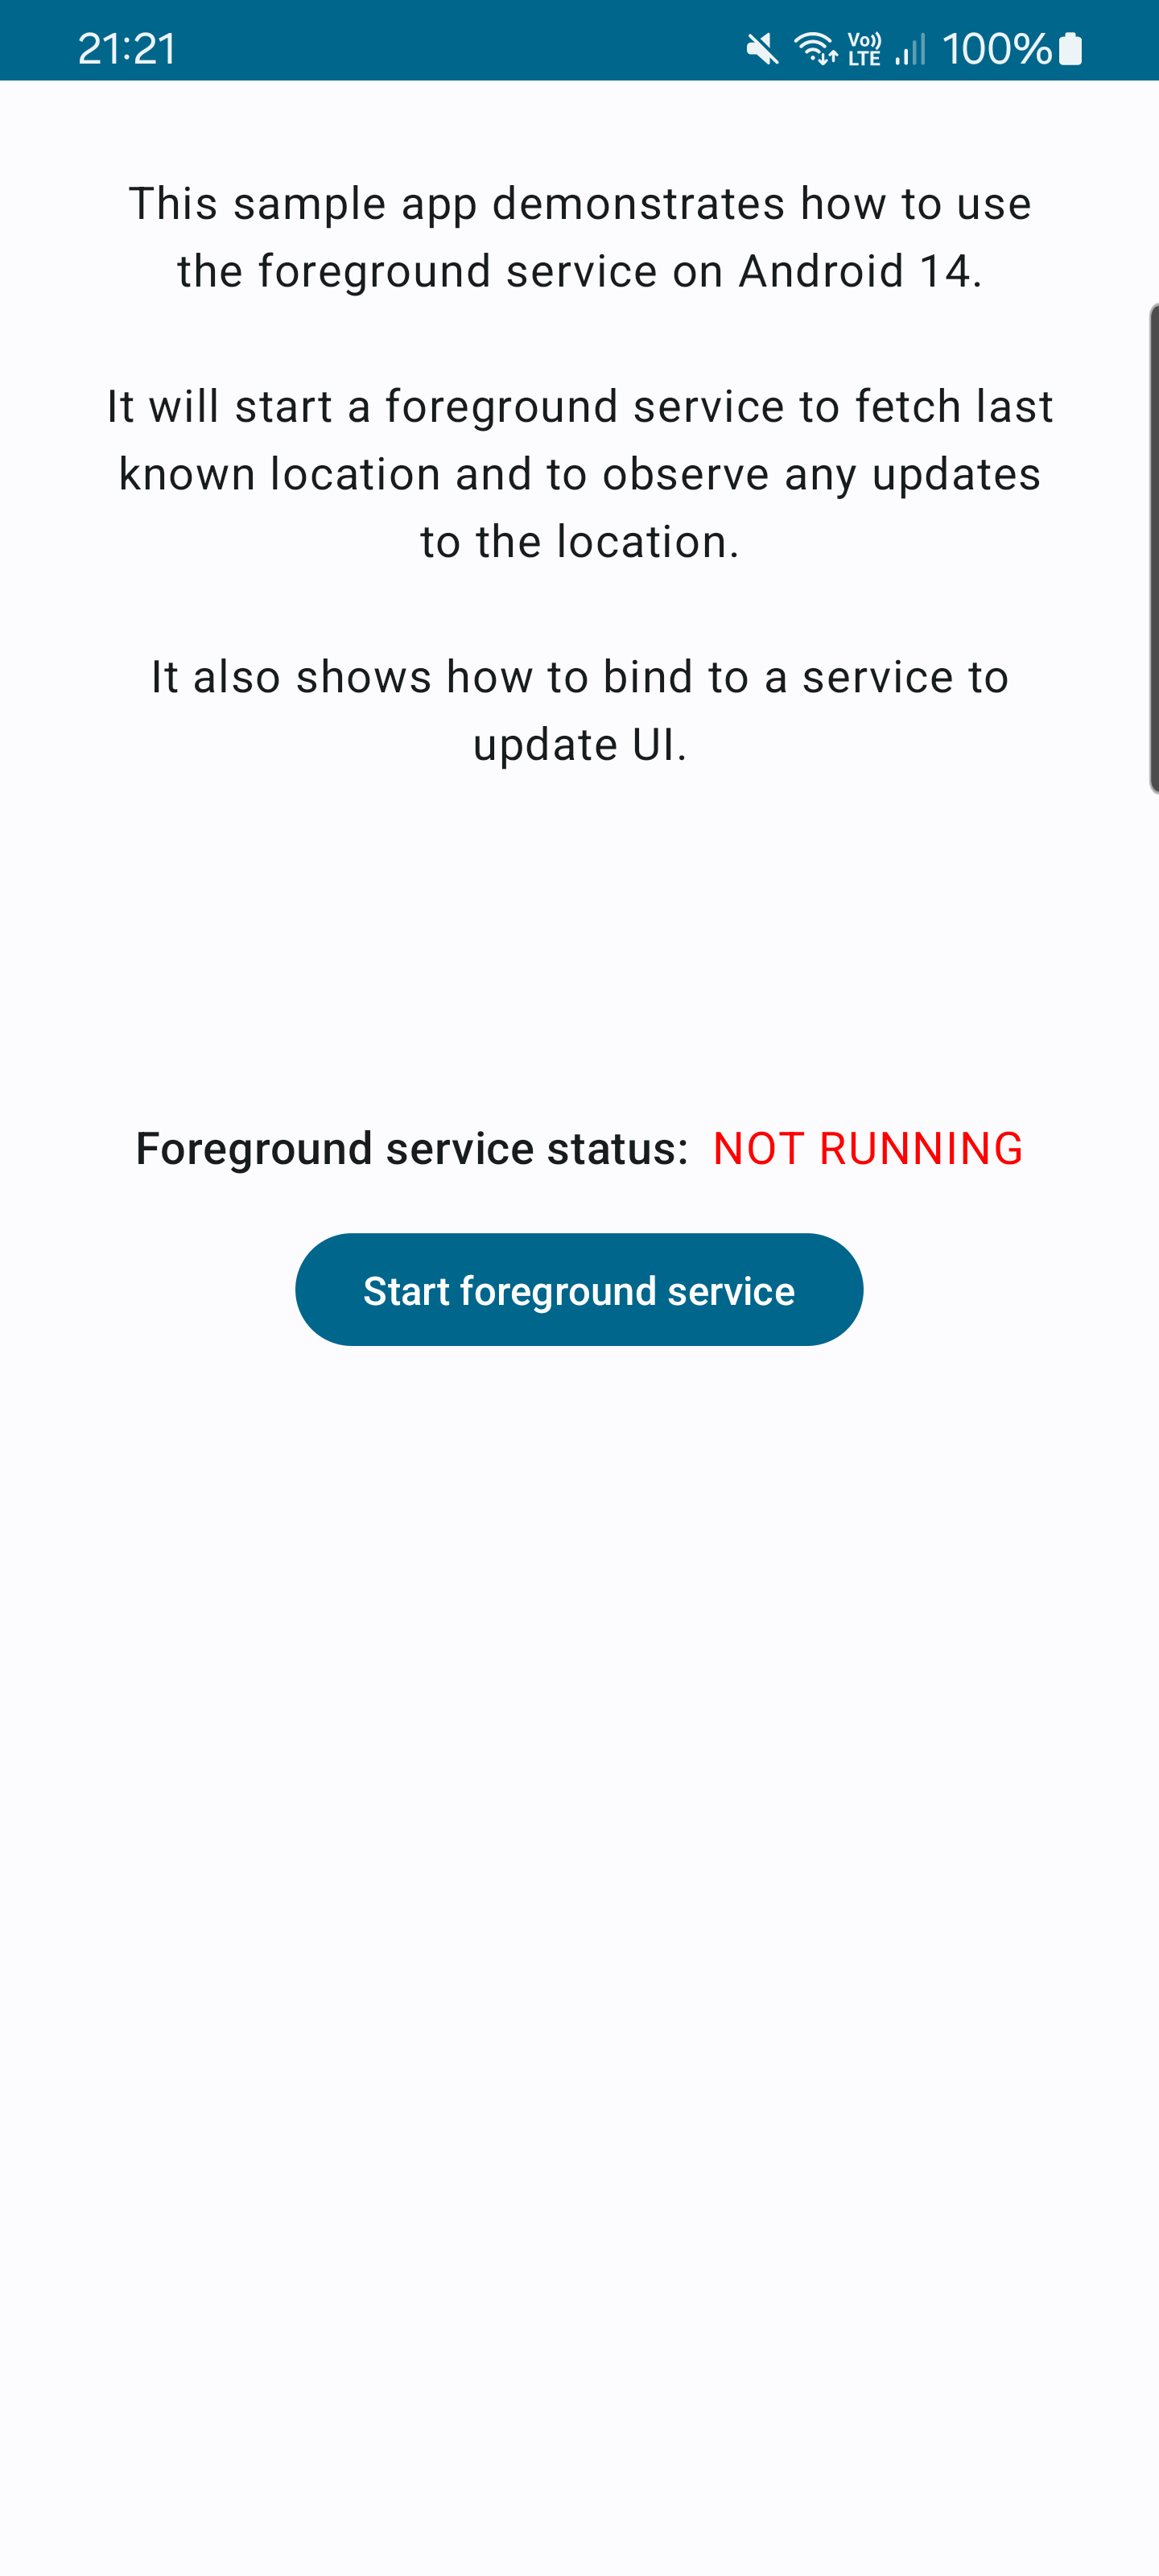 21:21 Vo)) LTE 100%
This sample app demonstrates how to use
the foreground service on Android 14.
It will start a foreground service to fetch last
known location and to observe any updates
to the location.
It also shows how to bind to a service to
update UI.
Foreground service status: NOT RUNNING
Start foreground service